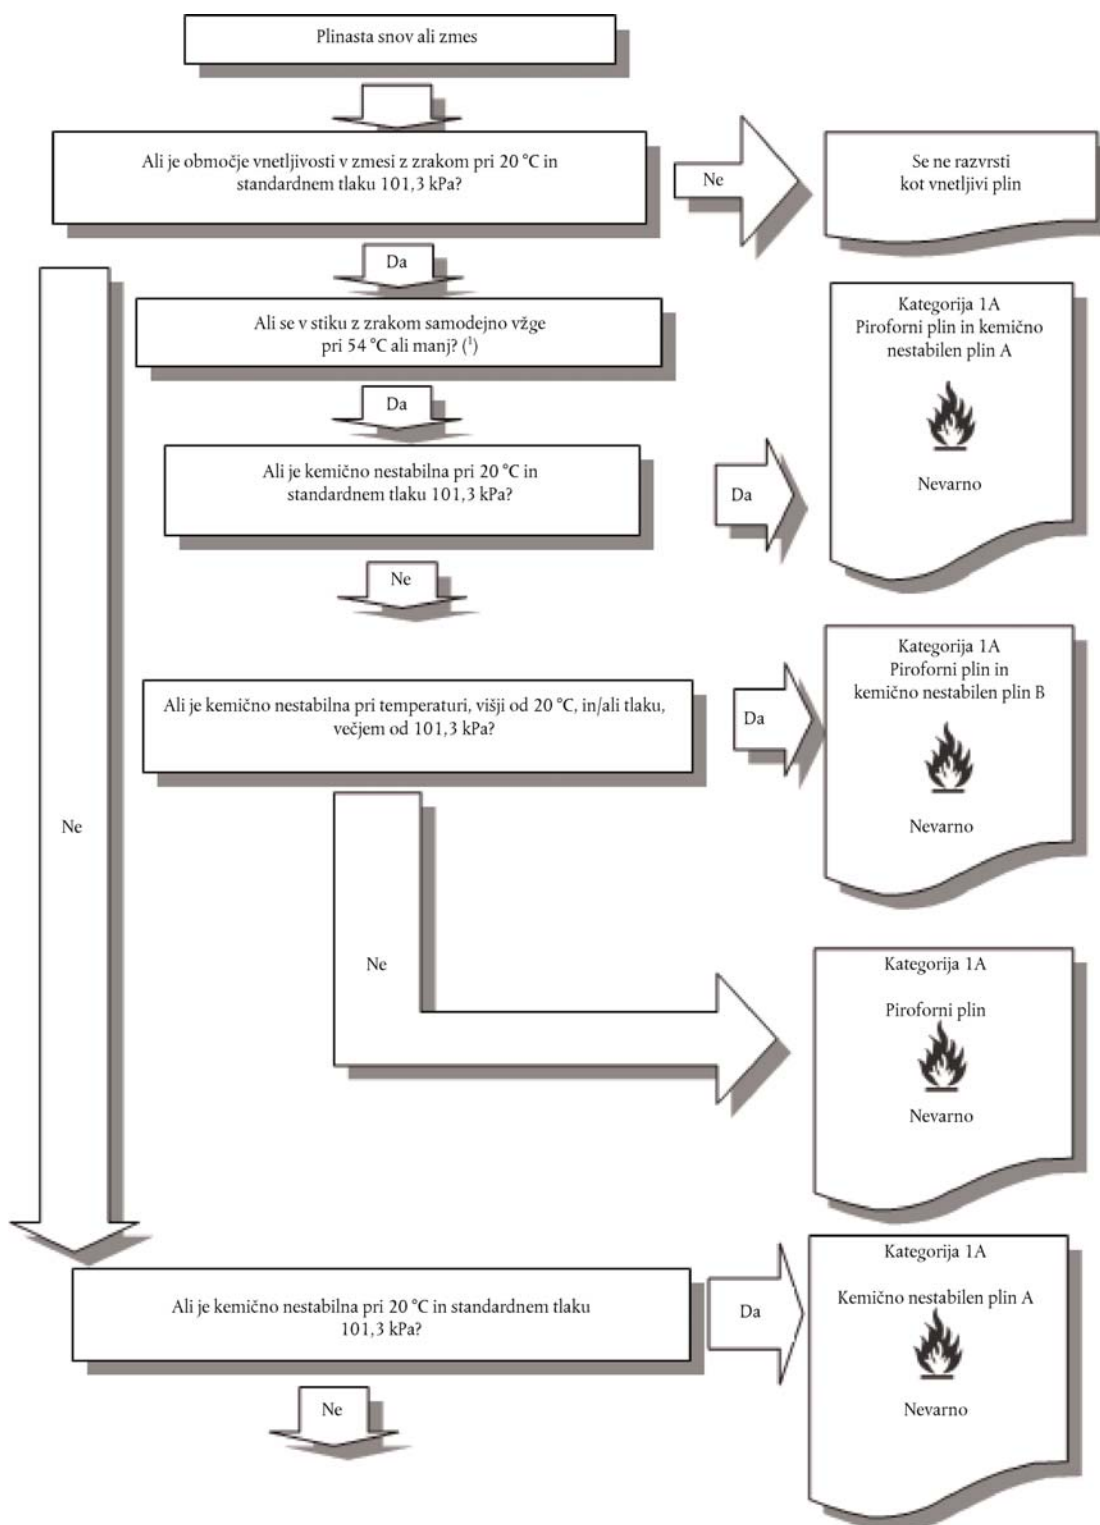 Plinasta snov ali zmes
Ali je območje vnetljivosti v zmesi z zrakom pri 20 °C in
standardnem tlaku 101,3 kPa?
Ne
Se ne razvrsti
kot vnetljivi plin
Da
Ali se v stiku z zrakom samodejno vžge
pri 54 °C ali manj? (¹)
Kategorija 1A
Piroforni plin in kemično
nestabilen plin A
Nevarno
Da
Ali je kemično nestabilna pri 20 °C in
standardnem tlaku 101,3 kPa?
Da
Ne
Ali je kemično nestabilna pri temperaturi, višji od 20 °C, in/ali tlaku,
večjem od 101,3 kPa?
Da
Kategorija 1A
Piroforni plin in
kemično nestabilen plin B
Nevarno
Ne
Ne
Kategorija 1A
Piroforni plin
Nevarno
Ali je kemično nestabilna pri 20 °C in standardnem tlaku
101,3 kPa?
Da
Kategorija 1A
Kemično nestabilen plin A
Nevarno
Ne